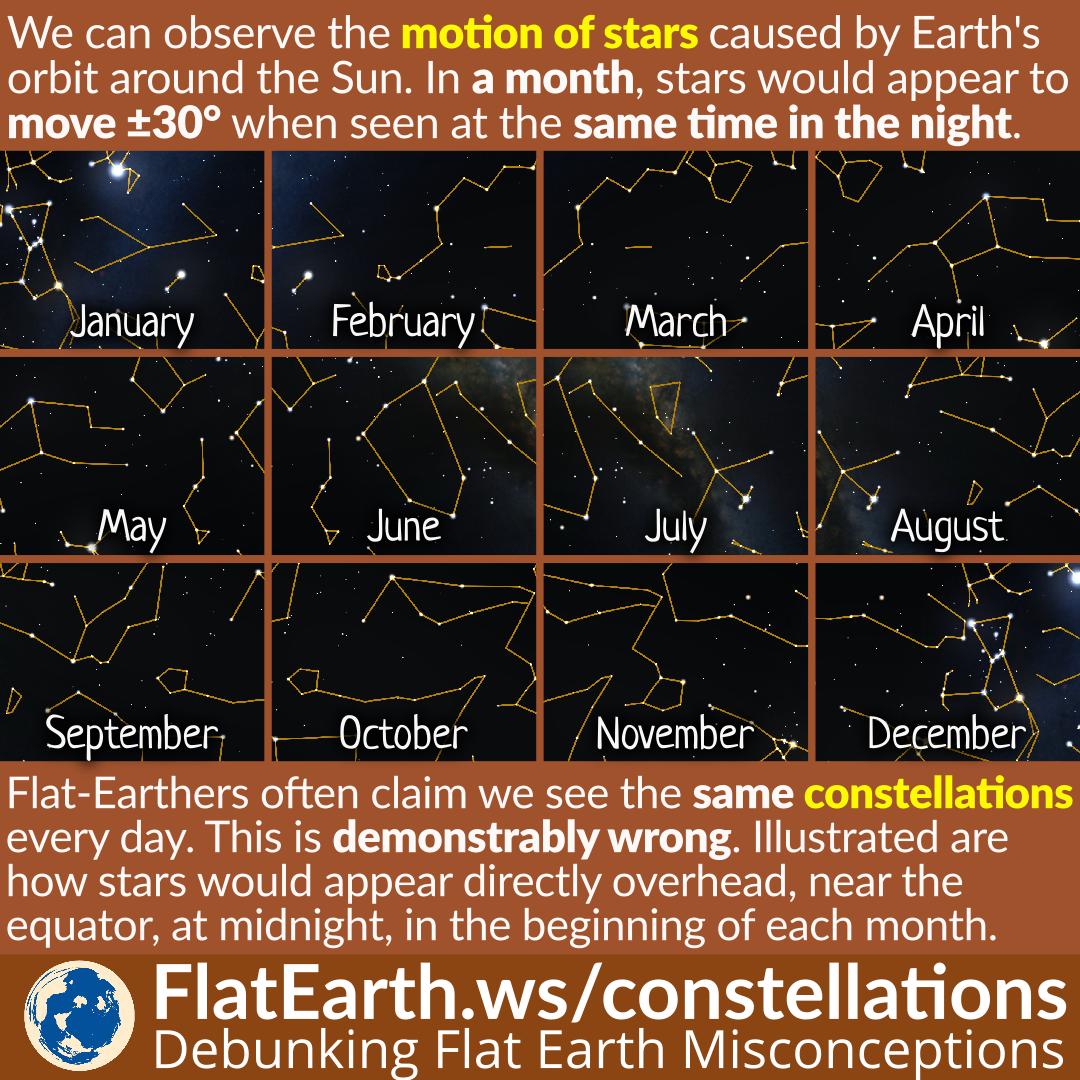 We can observe the motion of stars caused by Earth's
orbit around the Sun. In a month, stars would appear to
move ±30° when seen at the same time in the night.
January
February
March
April
May
June
July
August
September
October
November
December
Flat-Earthers often claim we see the same constellations
every day. This is demonstrably wrong. Illustrated are
how stars would appear directly overhead, near the
equator, at midnight, in the beginning of each month.
FlatEarth.ws/constellations
Debunking Flat Earth Misconceptions